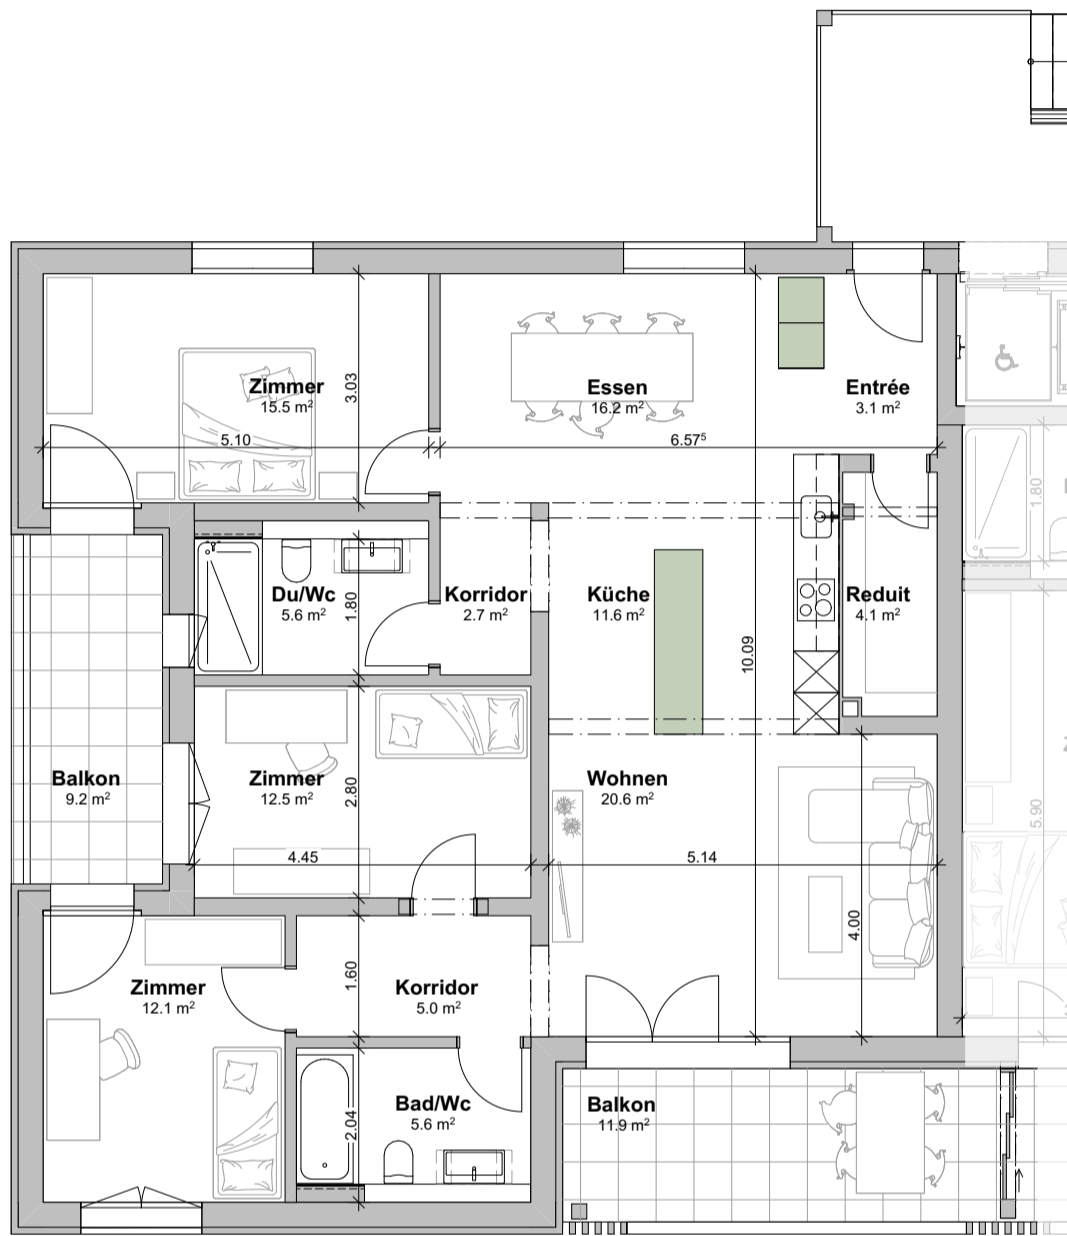 Zimmer
15.5 m²
3.03
5.10
Essen
16.2 m²
6.57⁵
Entrée
3.1 m²
Du/Wc
5.6 m²
1.80
Korridor
2.7 m²
Küche
11.6 m²
10.09
Reduit
4.1 m²
1.80
Balkon
9.2 m²
Zimmer
12.5 m²
2.80
4.45
Wohnen
20.6 m²
5.14
4.00
5.90
Zimmer
12.1 m²
1.60
Korridor
5.0 m²
Bad/Wc
5.6 m²
2.04
Balkon
11.9 m²